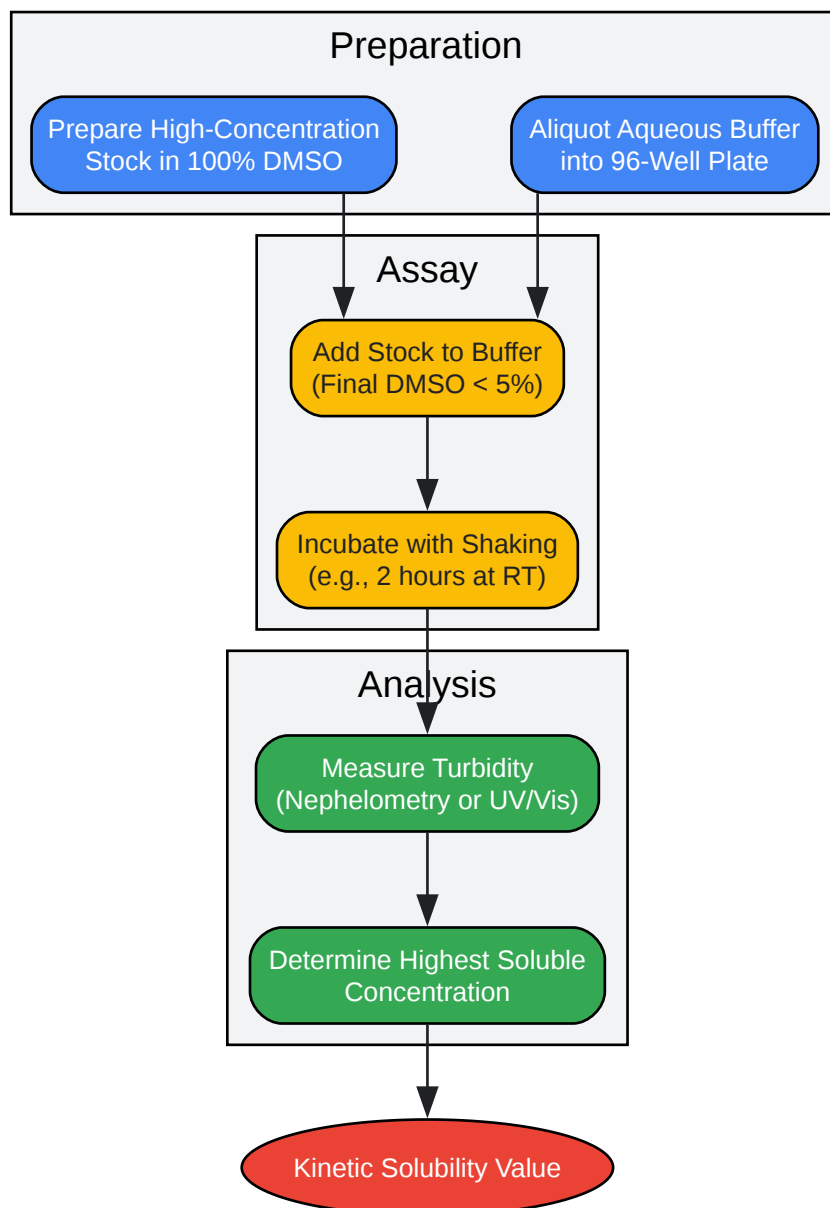 Preparation
Prepare High-Concentration
Stock in 100% DMSO
Aliquot Aqueous Buffer
into 96-Well Plate
Assay
Add Stock to Buffer
(Final DMSO < 5%)
Incubate with Shaking
(e.g., 2 hours at RT)
Analysis
Measure Turbidity
(Nephelometry or UV/Vis)
Determine Highest Soluble
Concentration
Kinetic Solubility Value